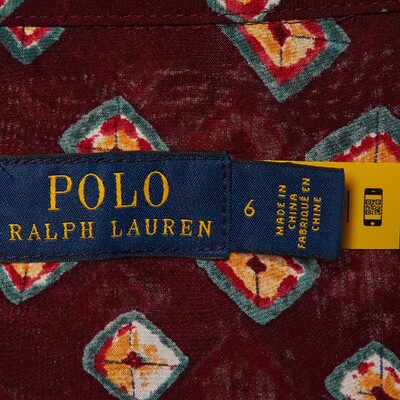 POLO
RALPH LAUREN
6
MADE IN
CHINA
FABRIQUÉ EN
CHINE